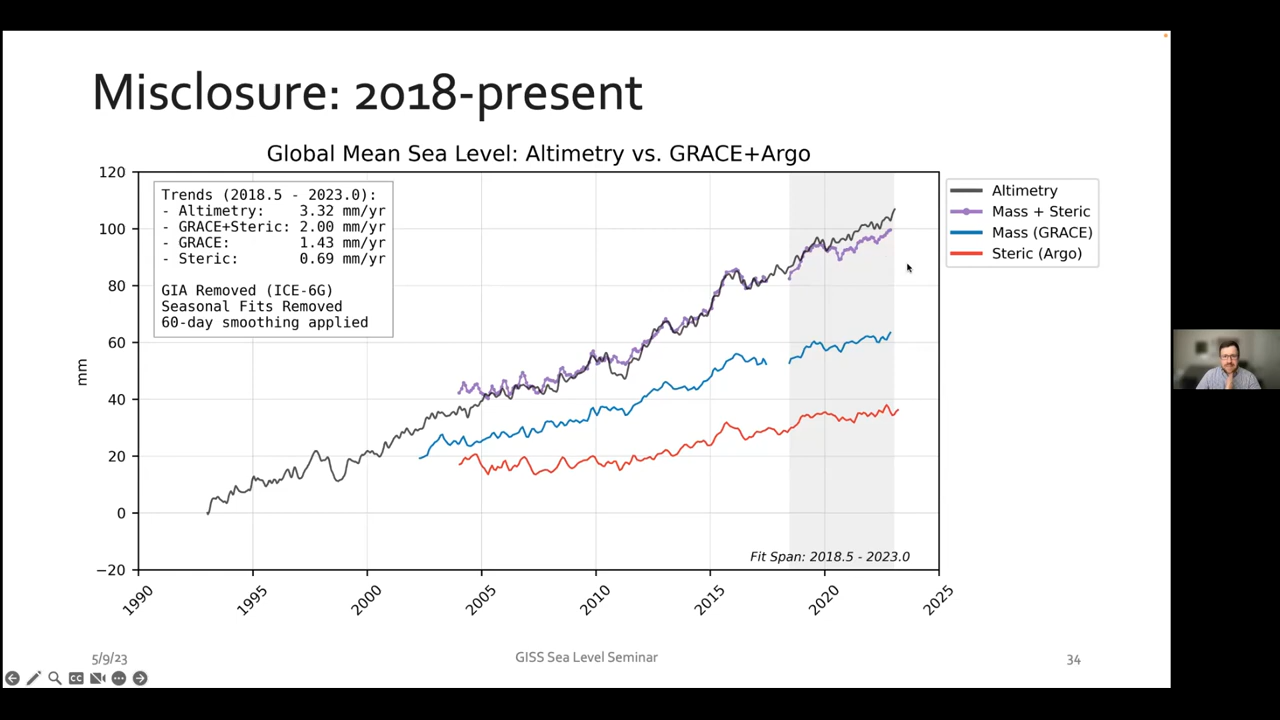 Misclosure: 2018-present
Global Mean Sea Level: Altimetry vs. GRACE+Argo
120
100
80
60
40
20
0
−20
mm
Trends (2018.5 - 2023.0):
- Altimetry: 3.32 mm/yr
- GRACE+Steric: 2.00 mm/yr
- GRACE: 1.43 mm/yr
- Steric: 0.69 mm/yr
GIA Removed (ICE-6G)
Seasonal Fits Removed
60-day smoothing applied
Altimetry
Mass + Steric
Mass (GRACE)
Steric (Argo)
Fit Span: 2018.5 - 2023.0
1990
1995
2000
2005
2010
2015
2020
2025
5/9/23
GISS Sea Level Seminar
34
CC